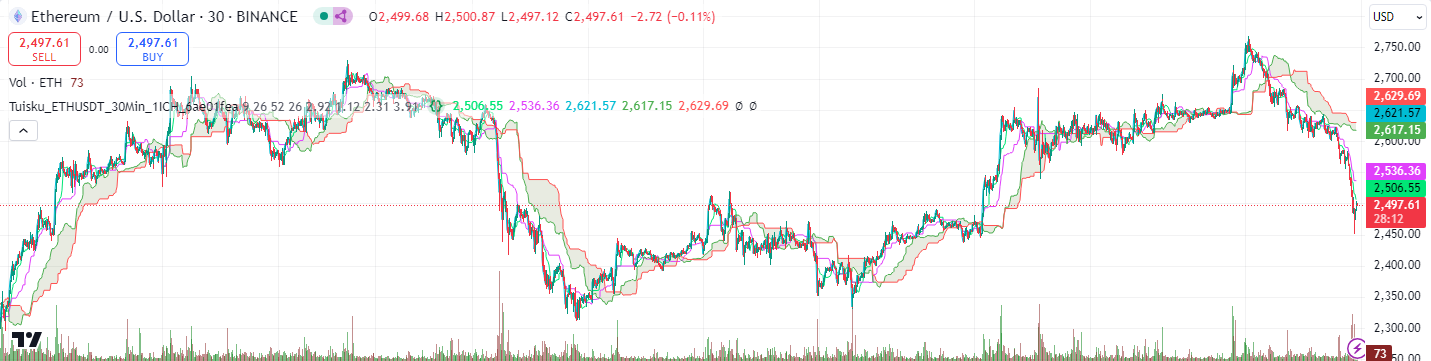 Ethereum / U.S. Dollar · 30 · BINANCE O2,499.68 H2,500.87 L2,497.12 C2,497.61 −2.72 (−0.11%)
USD
2,497.61 0.00 2,497.61
SELL BUY
Vol · ETH 73
Tuisku_ETHUSDT_30Min_1ICH_6ae01fea 9 26 52 26 2.92 1.12 2.31 3.91 2,506.55 2,536.36 2,621.57 2,617.15 2,629.69 Ø Ø
2,750.00
2,700.00
2,629.69
2,621.57
2,617.15
2,600.00
2,536.36
2,506.55
2,497.61
28:12
2,450.00
2,400.00
2,350.00
2,300.00
73